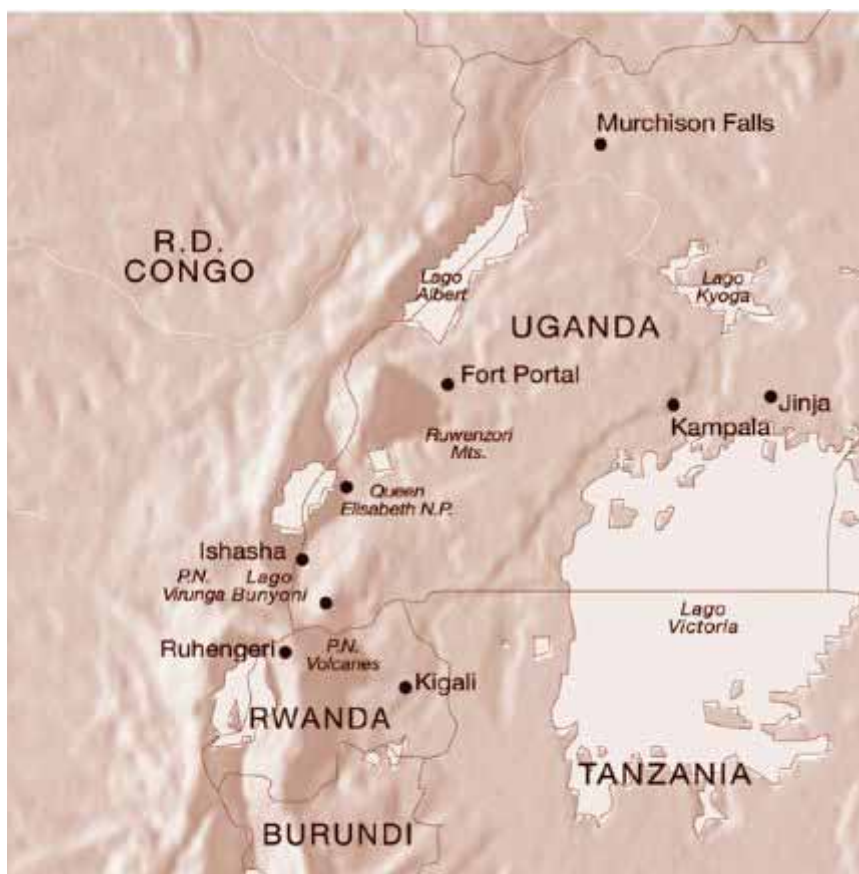 Murchison Falls
R.D.
CONGO
Lago
Albert
Lago
Kyoga
UGANDA
Fort Portal
Jinja
Kampala
Ruwenzori
Mts.
Queen
Elisabeth N.P.
Ishasha
P.N.
Virunga
Lago
Bunyoni
Lago
Victoria
Ruhengeri
P.N.
Volcanes
Kigali
RWANDA
TANZANIA
BURUNDI